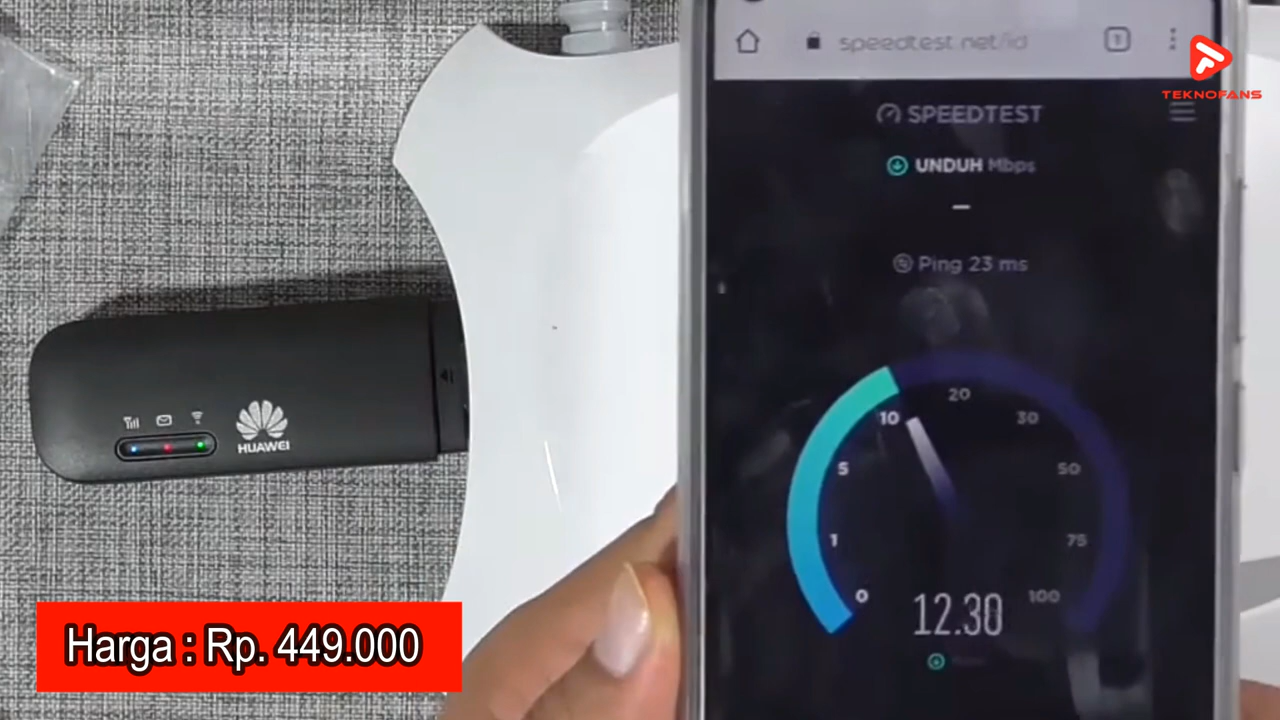 speedtest.net/id
1
TEKNOFANS
SPEEDTEST
UNDUH Mbps
—
Ping 23 ms
20
10
30
5
50
1
75
0
100
12.30
HUAWEI
Harga : Rp. 449.000